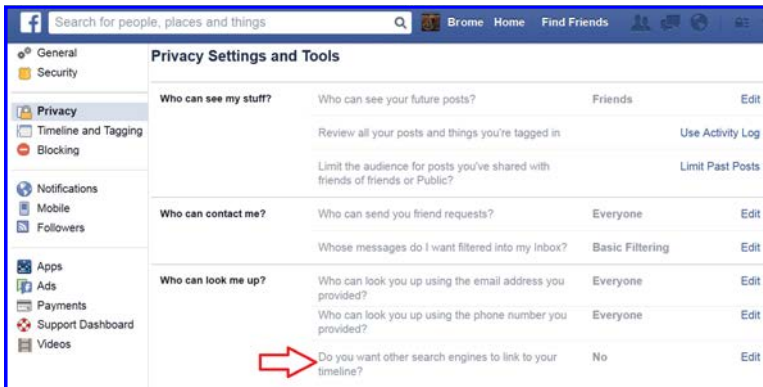 f
Search for people, places and things
Brome Home Find Friends
General
Security
Privacy
Timeline and Tagging
Blocking
Notifications
Mobile
Followers
Apps
Ads
Payments
Support Dashboard
Videos
Privacy Settings and Tools
Who can see my stuff?
Who can see your future posts?
Friends
Edit
Review all your posts and things you're tagged in
Use Activity Log
Limit the audience for posts you've shared with
friends of friends or Public?
Limit Past Posts
Who can contact me?
Who can send you friend requests?
Everyone
Edit
Whose messages do I want filtered into my Inbox?
Basic Filtering
Edit
Who can look me up?
Who can look you up using the email address you
provided?
Everyone
Edit
Who can look you up using the phone number you
provided?
Everyone
Edit
Do you want other search engines to link to your
timeline?
No
Edit